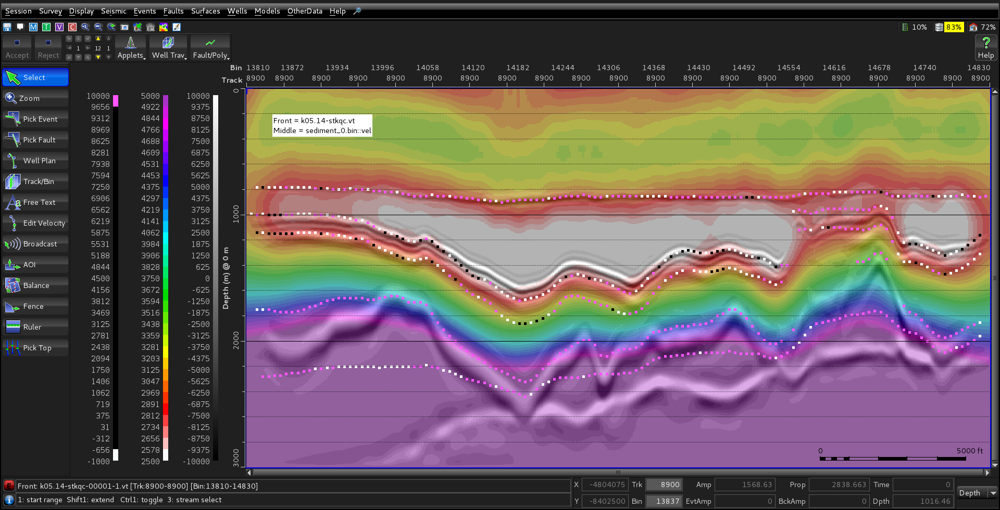 Session Survey Display Seismic Events Faults Surfaces Wells Models OtherData Help
M T V C 10% 83% 72%
Accept Reject 1 12 1 Applets Well Trav Fault/Poly Help
Select
Zoom
Pick Event
Pick Fault
Well Plan
Track/Bin
Free Text
Edit Velocity
Broadcast
AOI
Balance
Fence
Ruler
Pick Top
10000 5000 10000
9656 4922 9375
9312 4844 8750
8969 4766 8125
8625 4688 7500
8281 4609 6875
7938 4531 6250
7594 4453 5625
7250 4375 5000
6906 4297 4375
6562 4219 3750
6219 4141 3125
5875 4062 2500
5531 3984 1875
5188 3906 1250
4844 3828 625
4500 3750 0
4156 3672 -625
3812 3594 -1250
3469 3516 -1875
3125 3438 -2500
2781 3359 -3125
2438 3281 -3750
2094 3203 -4375
1750 3125 -5000
1406 3047 -5625
1062 2969 -6250
719 2891 -6875
375 2812 -7500
31 2734 -8125
-312 2656 -8750
-656 2578 -9375
-1000 2500 -10000
Bin 13810 13872 13934 13996 14058 14120 14182 14244 14306 14368 14430 14492 14554 14616 14678 14740 14830
Track 8900 8900 8900 8900 8900 8900 8900 8900 8900 8900 8900 8900 8900 8900 8900 8900 8900 8900 8900 8900
Depth (m) @ 0 m
0
1000
2000
3000
Front = k05.14-stkqc.vt
Middle = sediment_0.bin::vel
0 5000 ft
E Front: k05.14-stkqc-00001-1.vt [Trk:8900-8900] [Bin:13810-14830]
i 1: start range Shift1: extend Ctrl1: toggle 3: stream select
X -4804075 Trk 8900 Amp 1568.63 Prop 2838.663 Time 0
Y -8402500 Bin 13837 EvtAmp 0 BckAmp 0 Dpth 1016.46
Depth